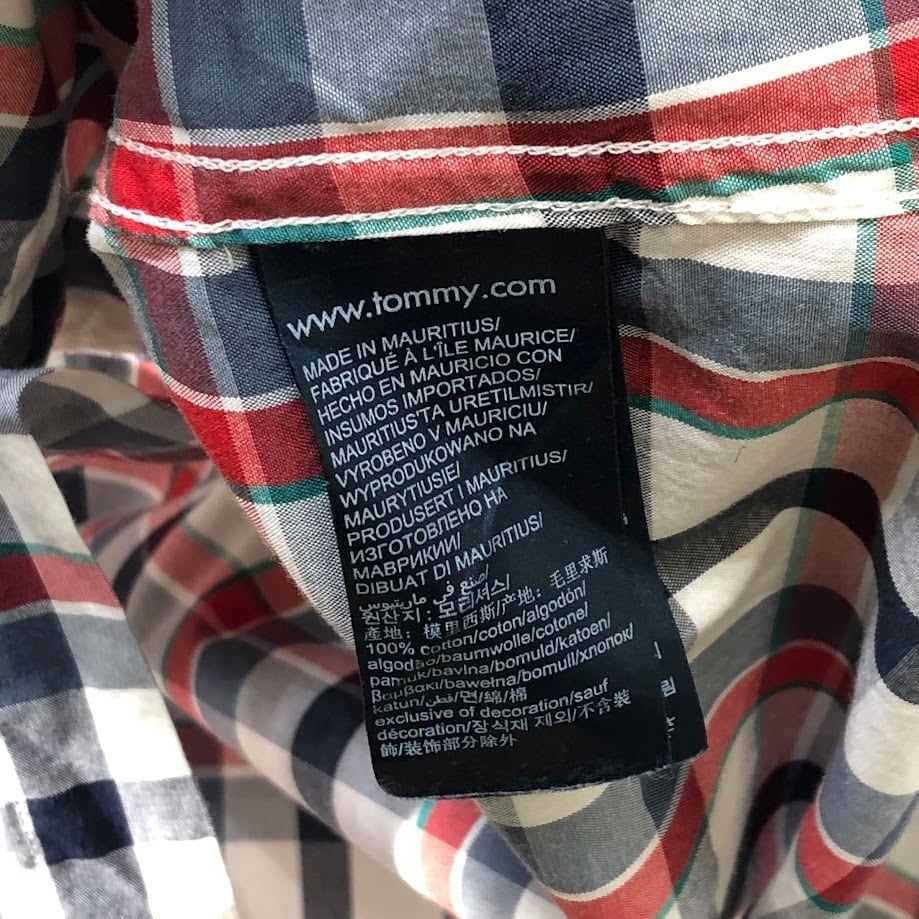 www.tommy.com
MADE IN MAURITIUS/
FABRIQUÉ À L'ÎLE MAURICE/
HECHO EN MAURICIO CON
INSUMOS IMPORTADOS/
MAURITIUS'TA URETILMISTIR/
VYROBENO V MAURICIU/
WYPRODUKOWANO NA
MAURYTIUSIE/
PRODUSERT I MAURITIUS/
ИЗГОТОВЛЕНО НА
МАВРИКИИ/
DIBUAT DI MAURITIUS/
صنع في ماريتيوس/
원산지: 모리셔스/产地: 毛里求斯
產地: 模里西斯/
100% cotton/coton/algodón/
algodão/baumwolle/cotone/
pamuk/bavlna/bomuld/katoen/
βαμβακι/bawełna/bomull/хлопок/
katun/قطن/면/綿/棉
exclusive of decoration/sauf
décoration/장식재 제외/不含裝
飾/装饰部分除外